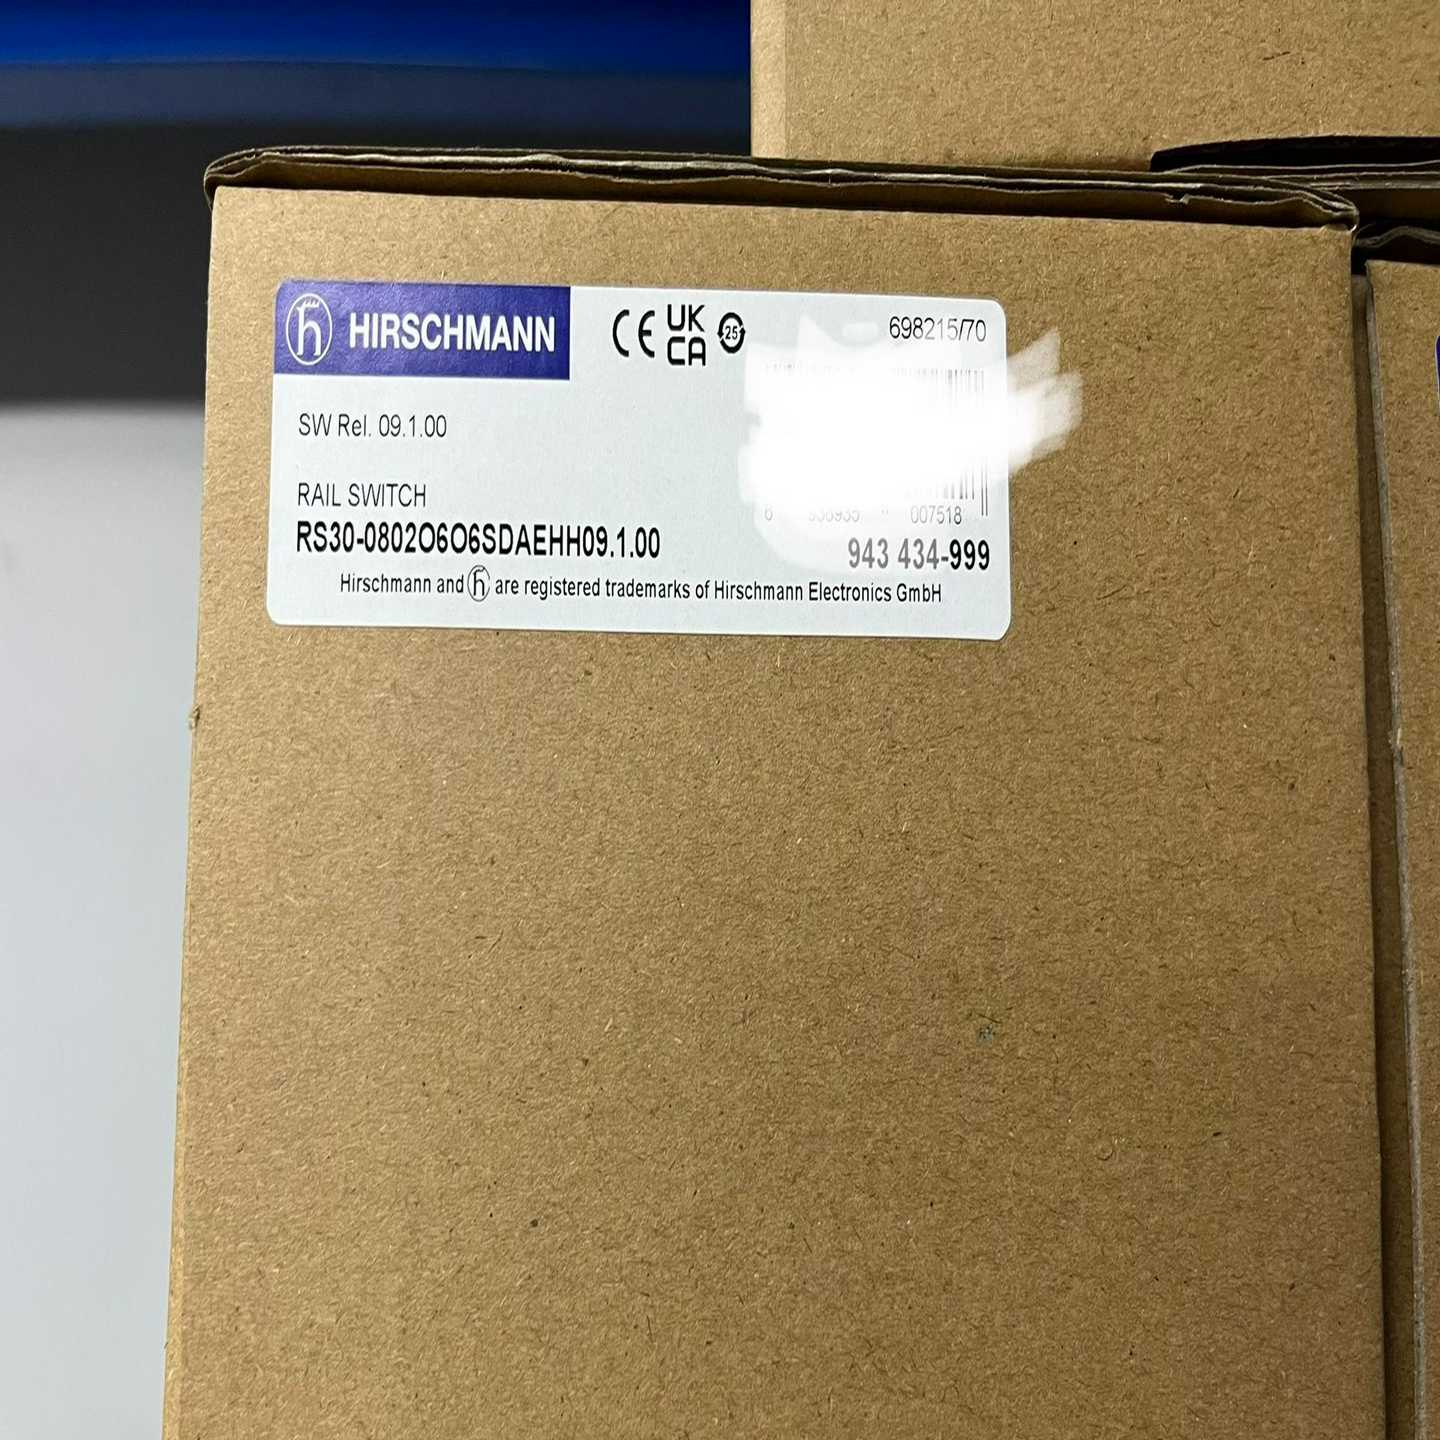 HIRSCHMANN
CE UK CA 25
698215/70
SW Rel. 09.1.00
RAIL SWITCH
RS30-0802O6O6SDAEHH09.1.00
007518
943 434-999
Hirschmann and h are registered trademarks of Hirschmann Electronics GmbH